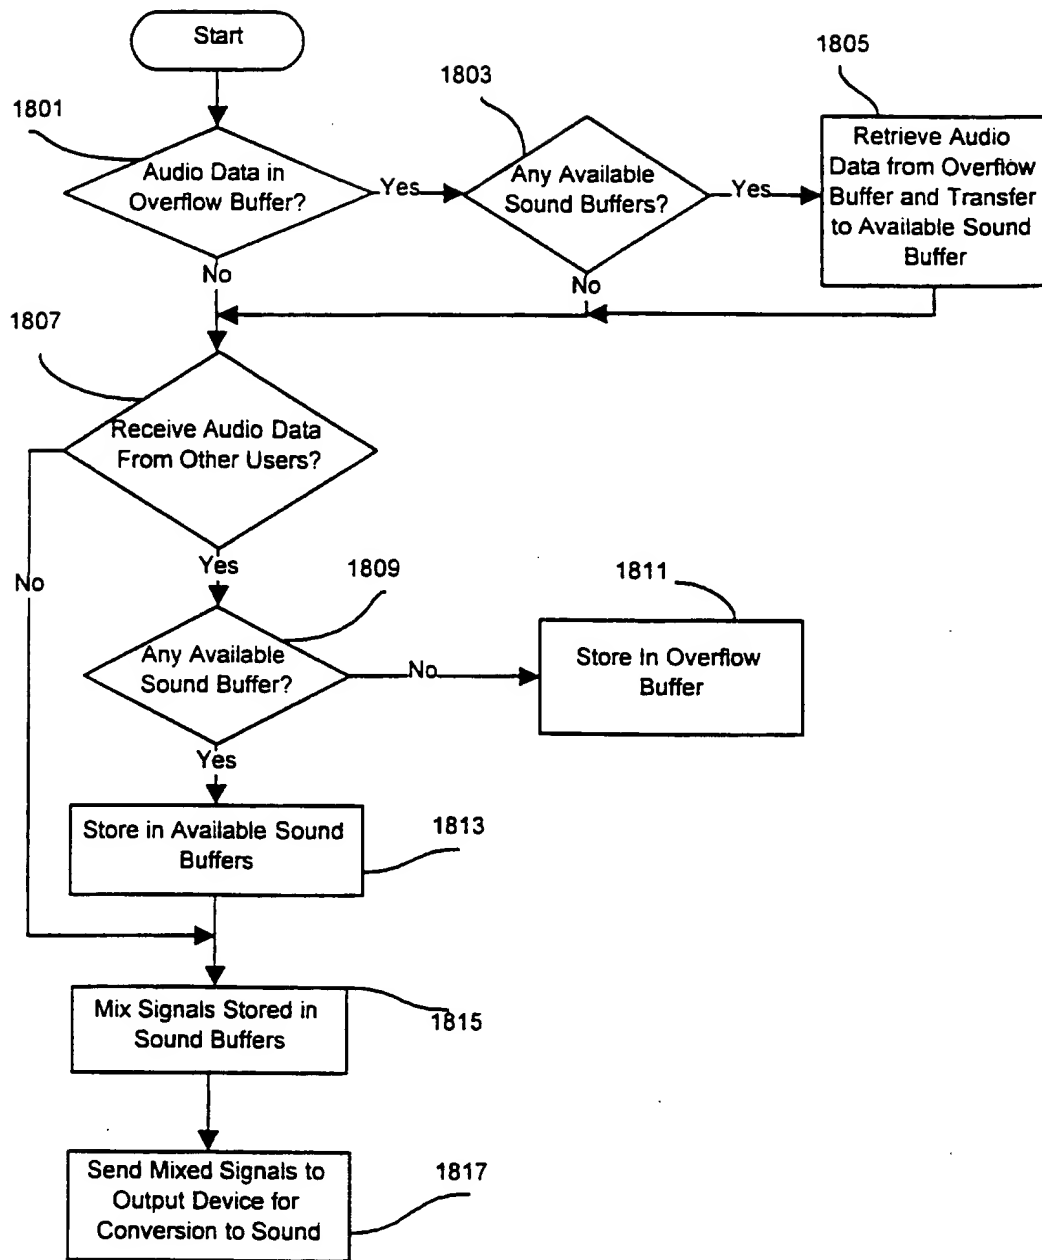 Start
1801
Audio Data in
Overflow Buffer?
Yes
No
1803
Any Available
Sound Buffers?
Yes
No
1805
Retrieve Audio
Data from Overflow
Buffer and Transfer
to Available Sound
Buffer
1807
Receive Audio Data
From Other Users?
No
Yes
1809
Any Available
Sound Buffer?
No
Yes
1811
Store In Overflow
Buffer
Store in Available Sound
Buffers
1813
Mix Signals Stored in
Sound Buffers
1815
Send Mixed Signals to
Output Device for
Conversion to Sound
1817